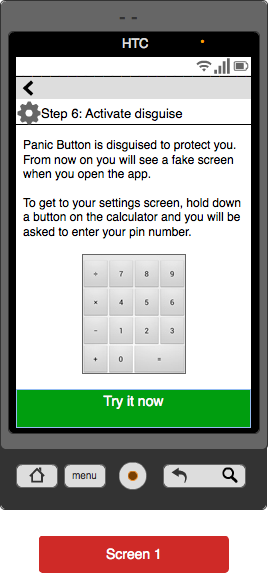 HTC
Step 6: Activate disguise
Panic Button is disguised to protect you.
From now on you will see a fake screen
when you open the app.
To get to your settings screen, hold down
a button on the calculator and you will be
asked to enter your pin number.
÷ 7 8 9
× 4 5 6
− 1 2 3
+ 0 =
Try it now
menu
Screen 1